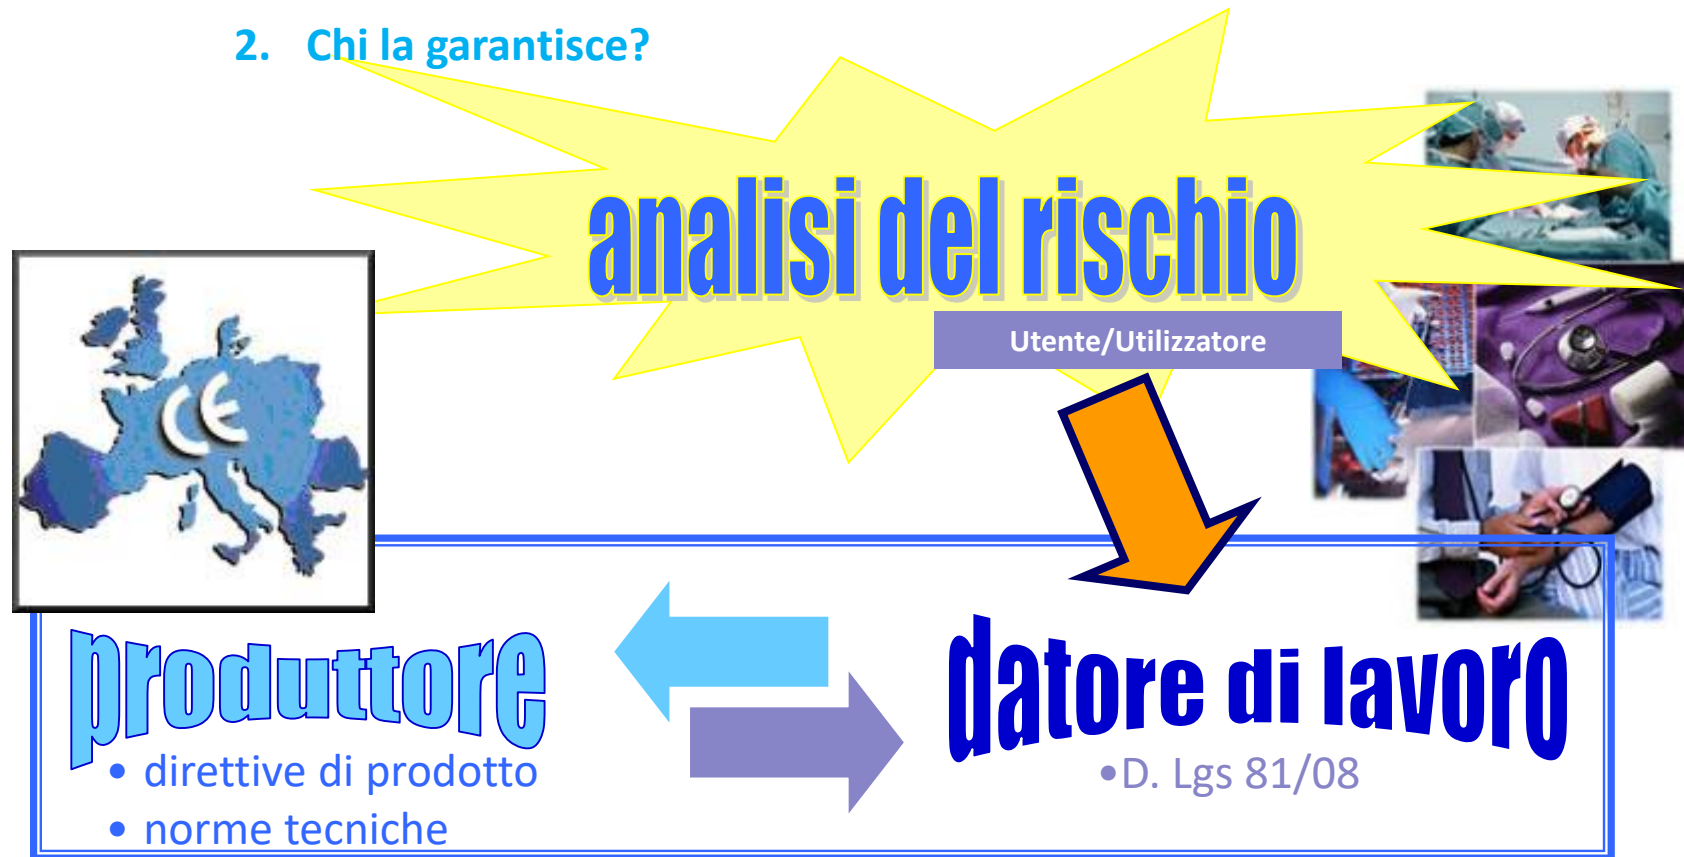 2. Chi la garantisce?
analisi del rischio
Utente/Utilizzatore
CE
produttore
• direttive di prodotto
• norme tecniche
datore di lavoro
•D. Lgs 81/08